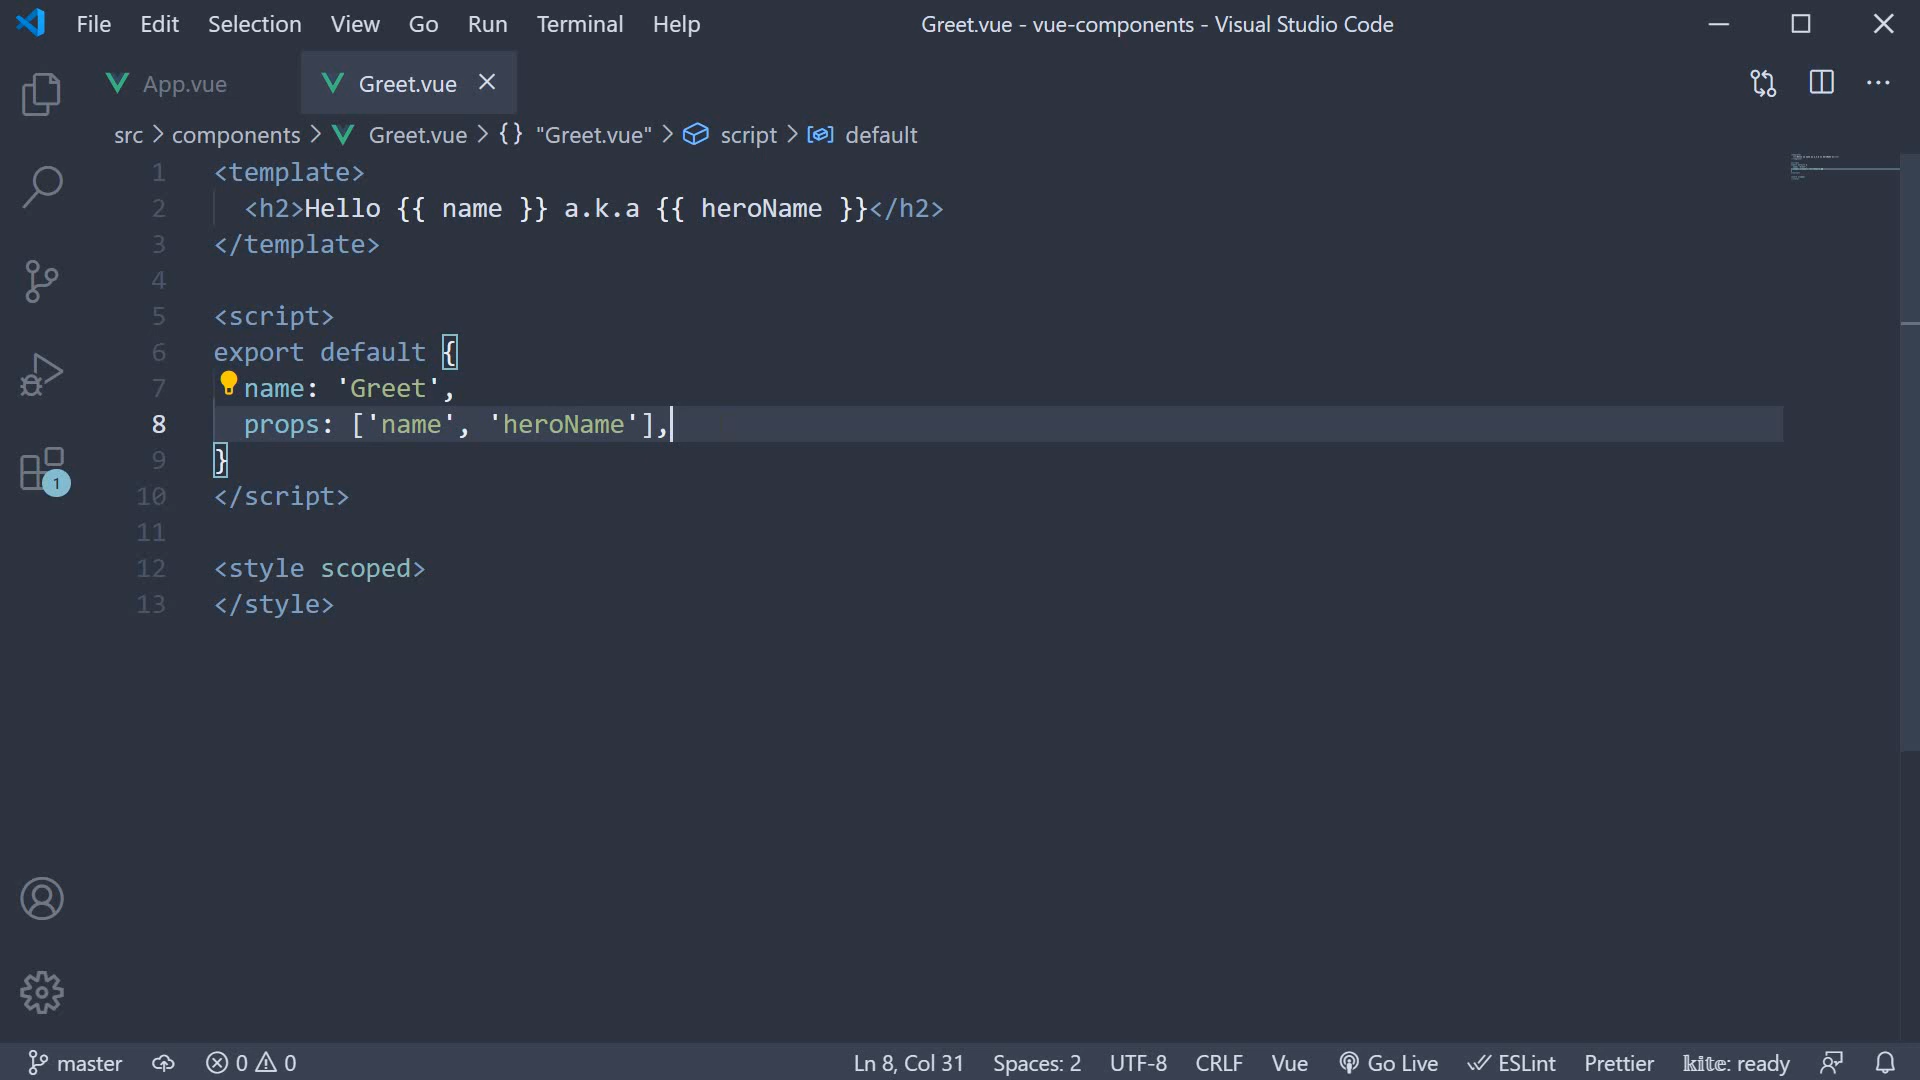 File Edit Selection View Go Run Terminal Help Greet.vue - vue-components - Visual Studio Code
App.vue Greet.vue
src > components > Greet.vue > {} "Greet.vue" > script > default
1 <template>
2 <h2>Hello {{ name }} a.k.a {{ heroName }}</h2>
3 </template>
4
5 <script>
6 export default {
7 name: 'Greet',
8 props: ['name', 'heroName'],
9 }
10 </script>
11
12 <style scoped>
13 </style>
1
master 0 0 Ln 8, Col 31 Spaces: 2 UTF-8 CRLF Vue Go Live ESLint Prettier kite: ready